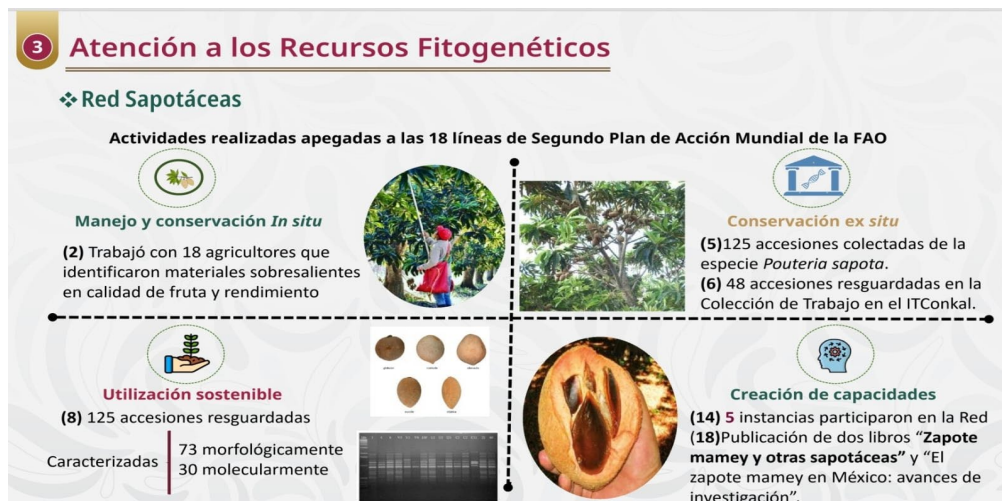 3
Atención a los Recursos Fitogenéticos
❖ Red Sapotáceas
Actividades realizadas apegadas a las 18 líneas de Segundo Plan de Acción Mundial de la FAO
Manejo y conservación In situ
(2) Trabajó con 18 agricultores que
identificaron materiales sobresalientes
en calidad de fruta y rendimiento
Conservación ex situ
(5)125 accesiones colectadas de la
especie Pouteria sapota.
(6) 48 accesiones resguardadas en la
Colección de Trabajo en el ITConkal.
Utilización sostenible
(8) 125 accesiones resguardadas
Caracterizadas
73 morfológicamente
30 molecularmente
Creación de capacidades
(14) 5 instancias participaron en la Red
(18)Publicación de dos libros “Zapote
mamey y otras sapotáceas” y “El
zapote mamey en México: avances de
investigación”.